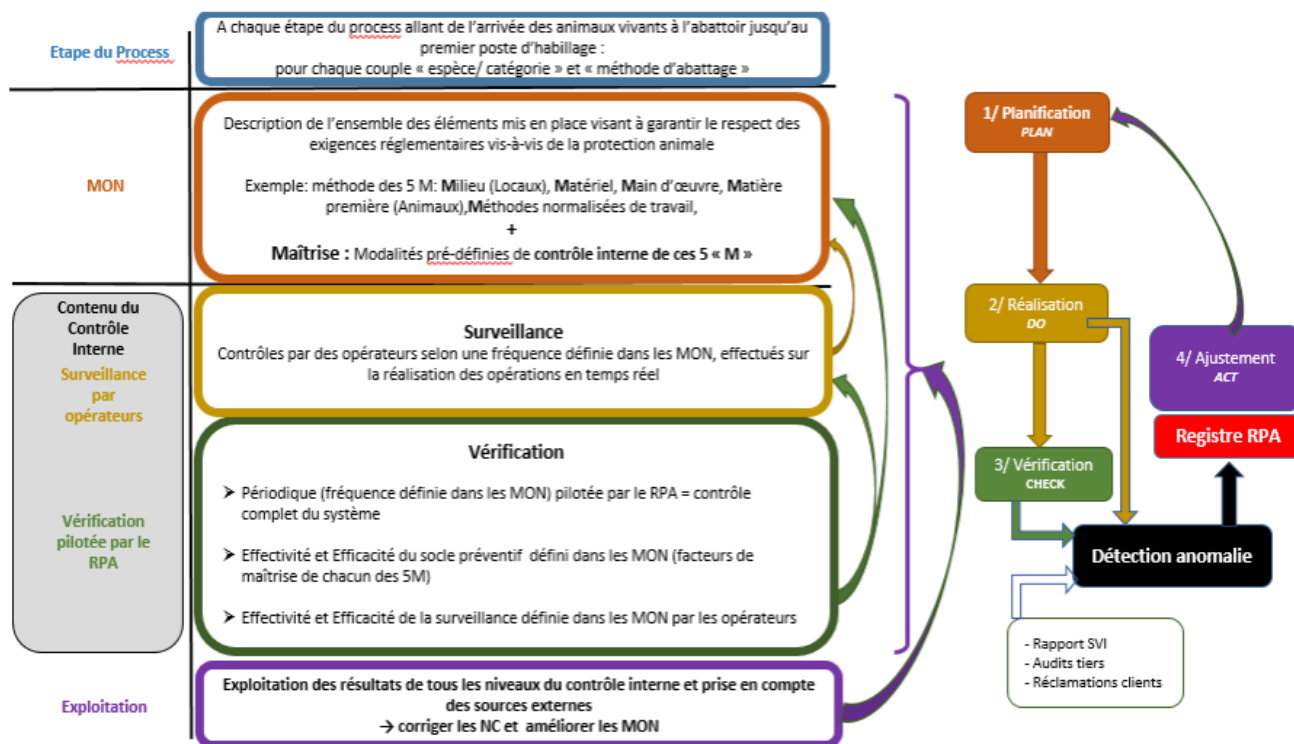 Etape du Process
A chaque étape du process allant de l'arrivée des animaux vivants à l'abattoir jusqu'au
premier poste d'habillage :
pour chaque couple « espèce/ catégorie » et « méthode d'abattage »
MON
Description de l'ensemble des éléments mis en place visant à garantir le respect des
exigences réglementaires vis-à-vis de la protection animale
Exemple: méthode des 5 M: Milieu (Locaux), Matériel, Main d'œuvre, Matière
première (Animaux),Méthodes normalisées de travail,
+
Maîtrise : Modalités pré-définies de contrôle interne de ces 5 « M »
Contenu du
Contrôle
Interne
Surveillance
par
opérateurs
Vérification
pilotée par le
RPA
Surveillance
Contrôles par des opérateurs selon une fréquence définie dans les MON, effectués sur
la réalisation des opérations en temps réel
Vérification
➤ Périodique (fréquence définie dans les MON) pilotée par le RPA = contrôle
complet du système
➤ Effectivité et Efficacité du socle préventif défini dans les MON (facteurs de
maîtrise de chacun des 5M)
➤ Effectivité et Efficacité de la surveillance définie dans les MON par les opérateurs
Exploitation
Exploitation des résultats de tous les niveaux du contrôle interne et prise en compte
des sources externes
→ corriger les NC et améliorer les MON
1/ Planification
PLAN
2/ Réalisation
DO
3/ Vérification
CHECK
4/ Ajustement
ACT
Registre RPA
Détection anomalie
- Rapport SVI
- Audits tiers
- Réclamations clients